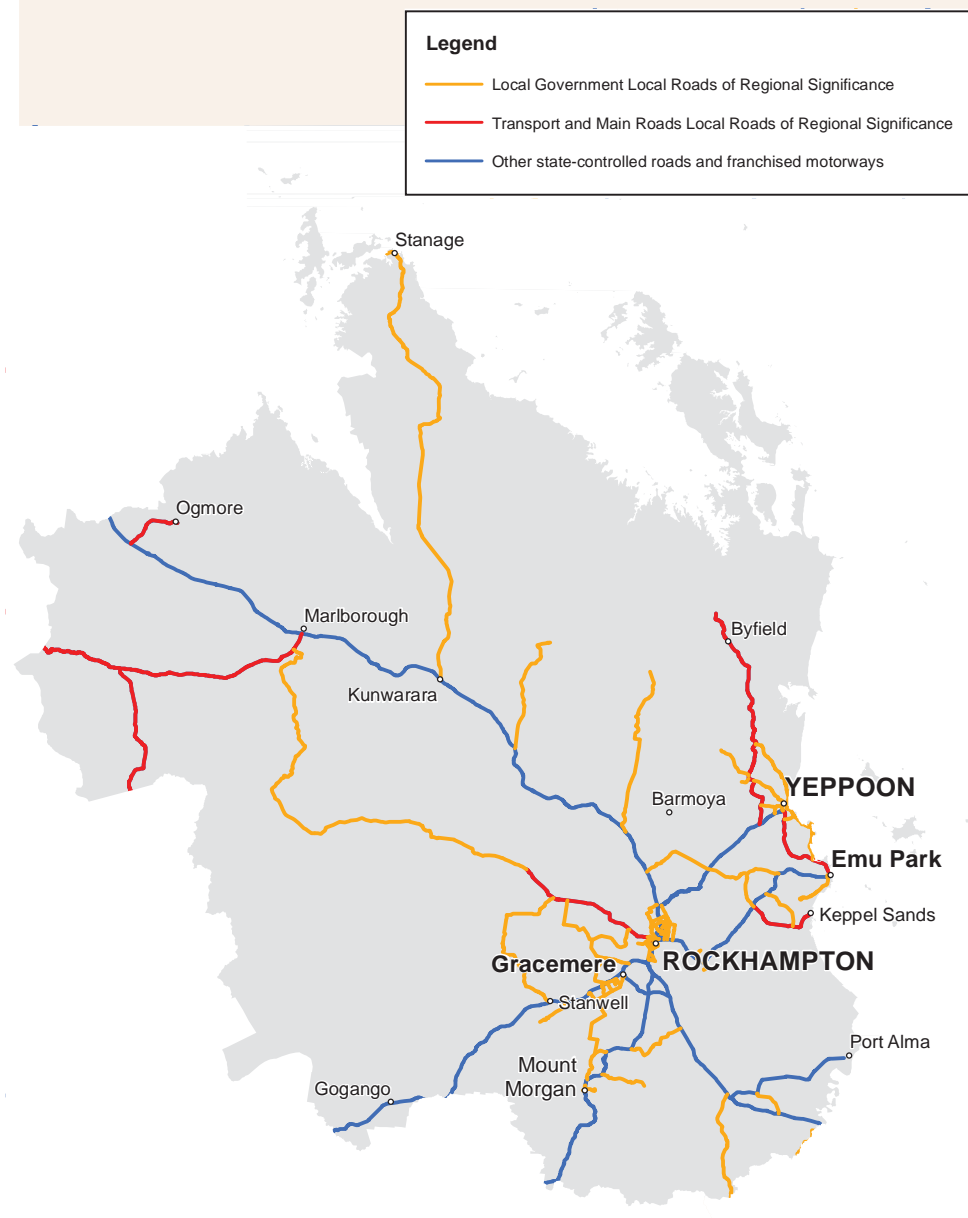 Legend
Local Government Local Roads of Regional Significance
Transport and Main Roads Local Roads of Regional Significance
Other state-controlled roads and franchised motorways
Stanage
Ogmore
Marlborough
Byfield
Kunwarara
YEPPOON
Barmoya
Emu Park
Keppel Sands
ROCKHAMPTON
Gracemere
Stanwell
Port Alma
Mount
Morgan
Gogango